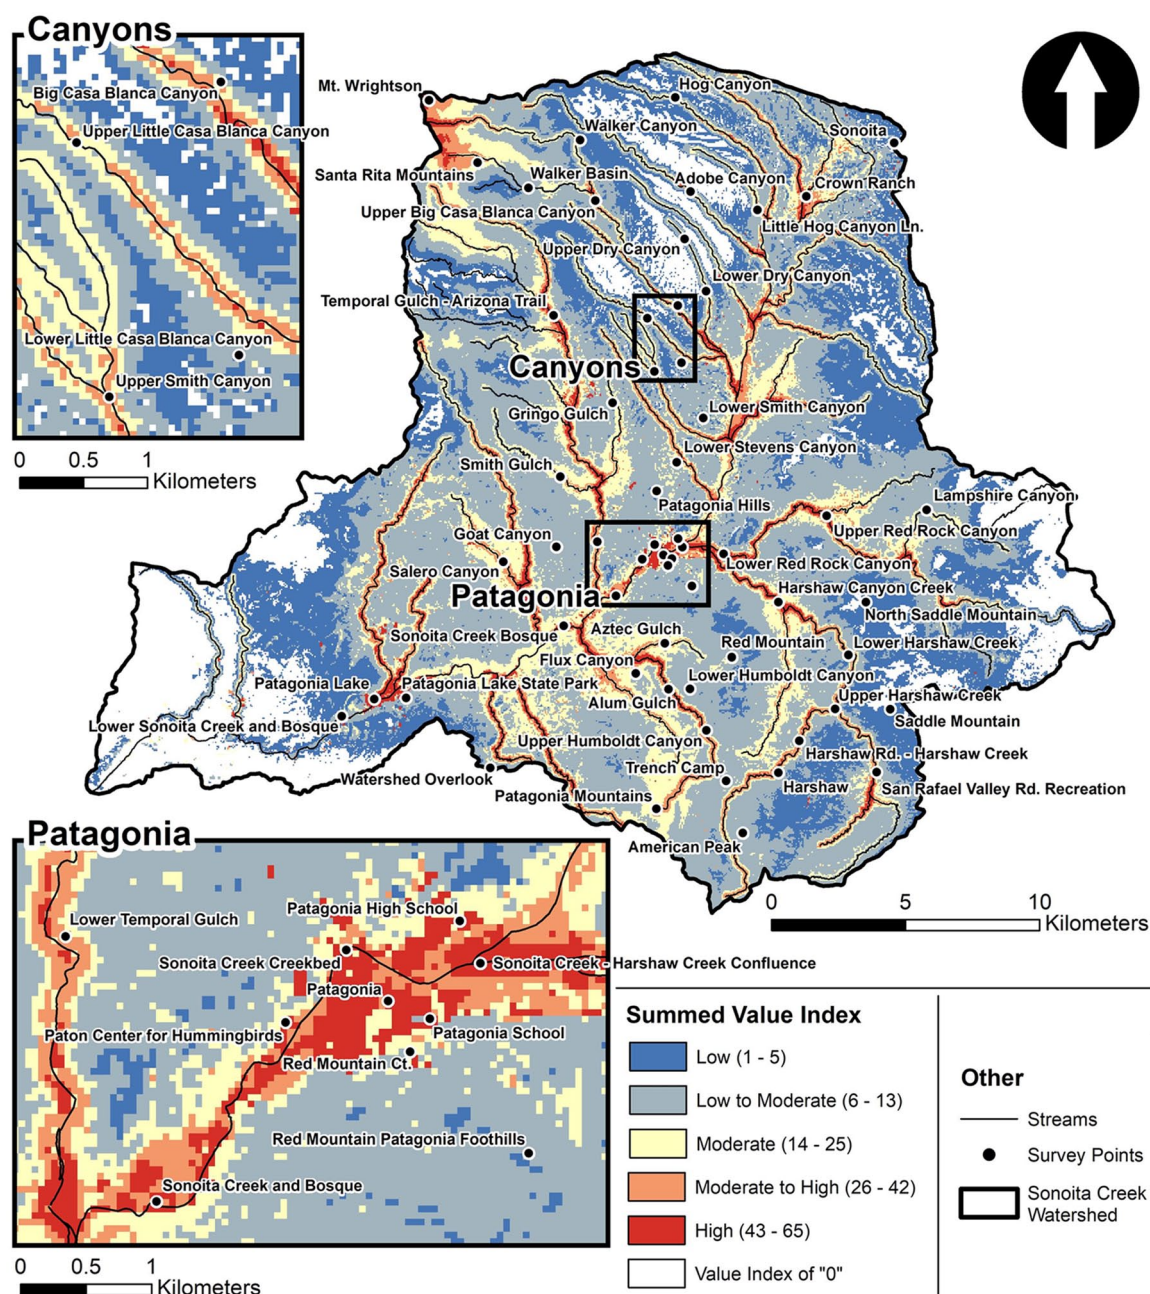 Canyons
Big Casa Blanca Canyon
Upper Little Casa Blanca Canyon
Lower Little Casa Blanca Canyon
Upper Smith Canyon
0 0.5 1
Kilometers
Mt. Wrightson
Hog Canyon
Walker Canyon
Sonoita
Santa Rita Mountains
Walker Basin
Adobe Canyon
Crown Ranch
Upper Big Casa Blanca Canyon
Little Hog Canyon Ln.
Upper Dry Canyon
Lower Dry Canyon
Temporal Gulch - Arizona Trail
Canyons
Gringo Gulch
Lower Smith Canyon
Lower Stevens Canyon
Smith Gulch
Patagonia Hills
Lampshire Canyon
Upper Red Rock Canyon
Goat Canyon
Lower Red Rock Canyon
Salero Canyon
Harshaw Canyon Creek
Patagonia
North Saddle Mountain
Sonoita Creek Bosque
Aztec Gulch
Red Mountain
Lower Harshaw Creek
Flux Canyon
Lower Humboldt Canyon
Patagonia Lake
Patagonia Lake State Park
Upper Harshaw Creek
Alum Gulch
Saddle Mountain
Lower Sonoita Creek and Bosque
Upper Humboldt Canyon
Harshaw Rd. - Harshaw Creek
Watershed Overlook
Trench Camp
Harshaw
San Rafael Valley Rd. Recreation
Patagonia Mountains
American Peak
0 5 10
Kilometers
Patagonia
Lower Temporal Gulch
Patagonia High School
Sonoita Creek Creekbed
Sonoita Creek - Harshaw Creek Confluence
Patagonia
Paton Center for Hummingbirds
Patagonia School
Red Mountain Ct.
Red Mountain Patagonia Foothills
Sonoita Creek and Bosque
0 0.5 1
Kilometers
Summed Value Index
Low (1 - 5)
Low to Moderate (6 - 13)
Moderate (14 - 25)
Moderate to High (26 - 42)
High (43 - 65)
Value Index of "0"
Other
Streams
Survey Points
Sonoita Creek
Watershed